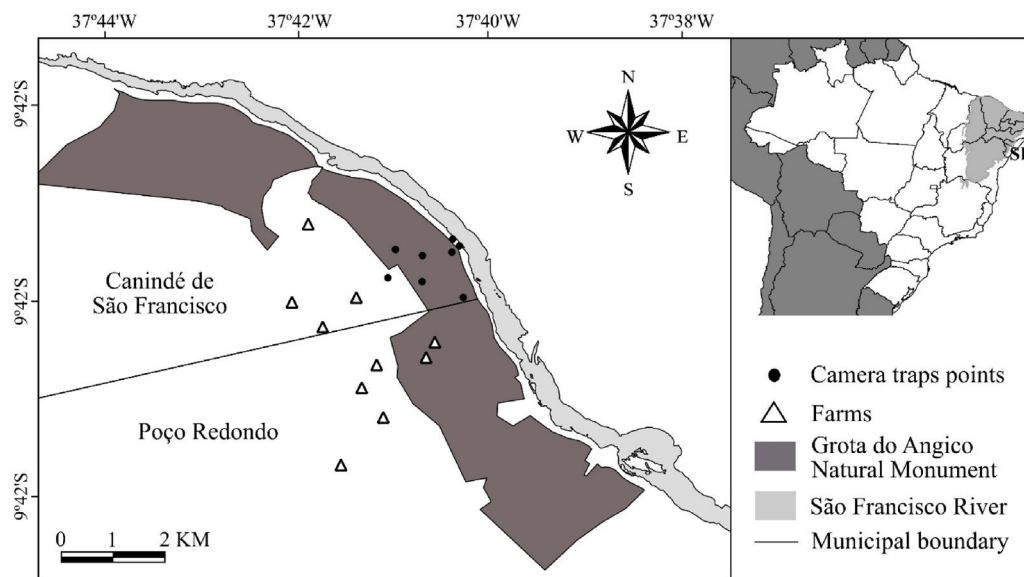 37°44'W 37°42'W 37°40'W 37°38'W
9°42'S
9°42'S
9°42'S
N
W E
S
Canindé de
São Francisco
Poço Redondo
0 1 2 KM
Camera traps points
Farms
Grota do Angico
Natural Monument
São Francisco River
Municipal boundary